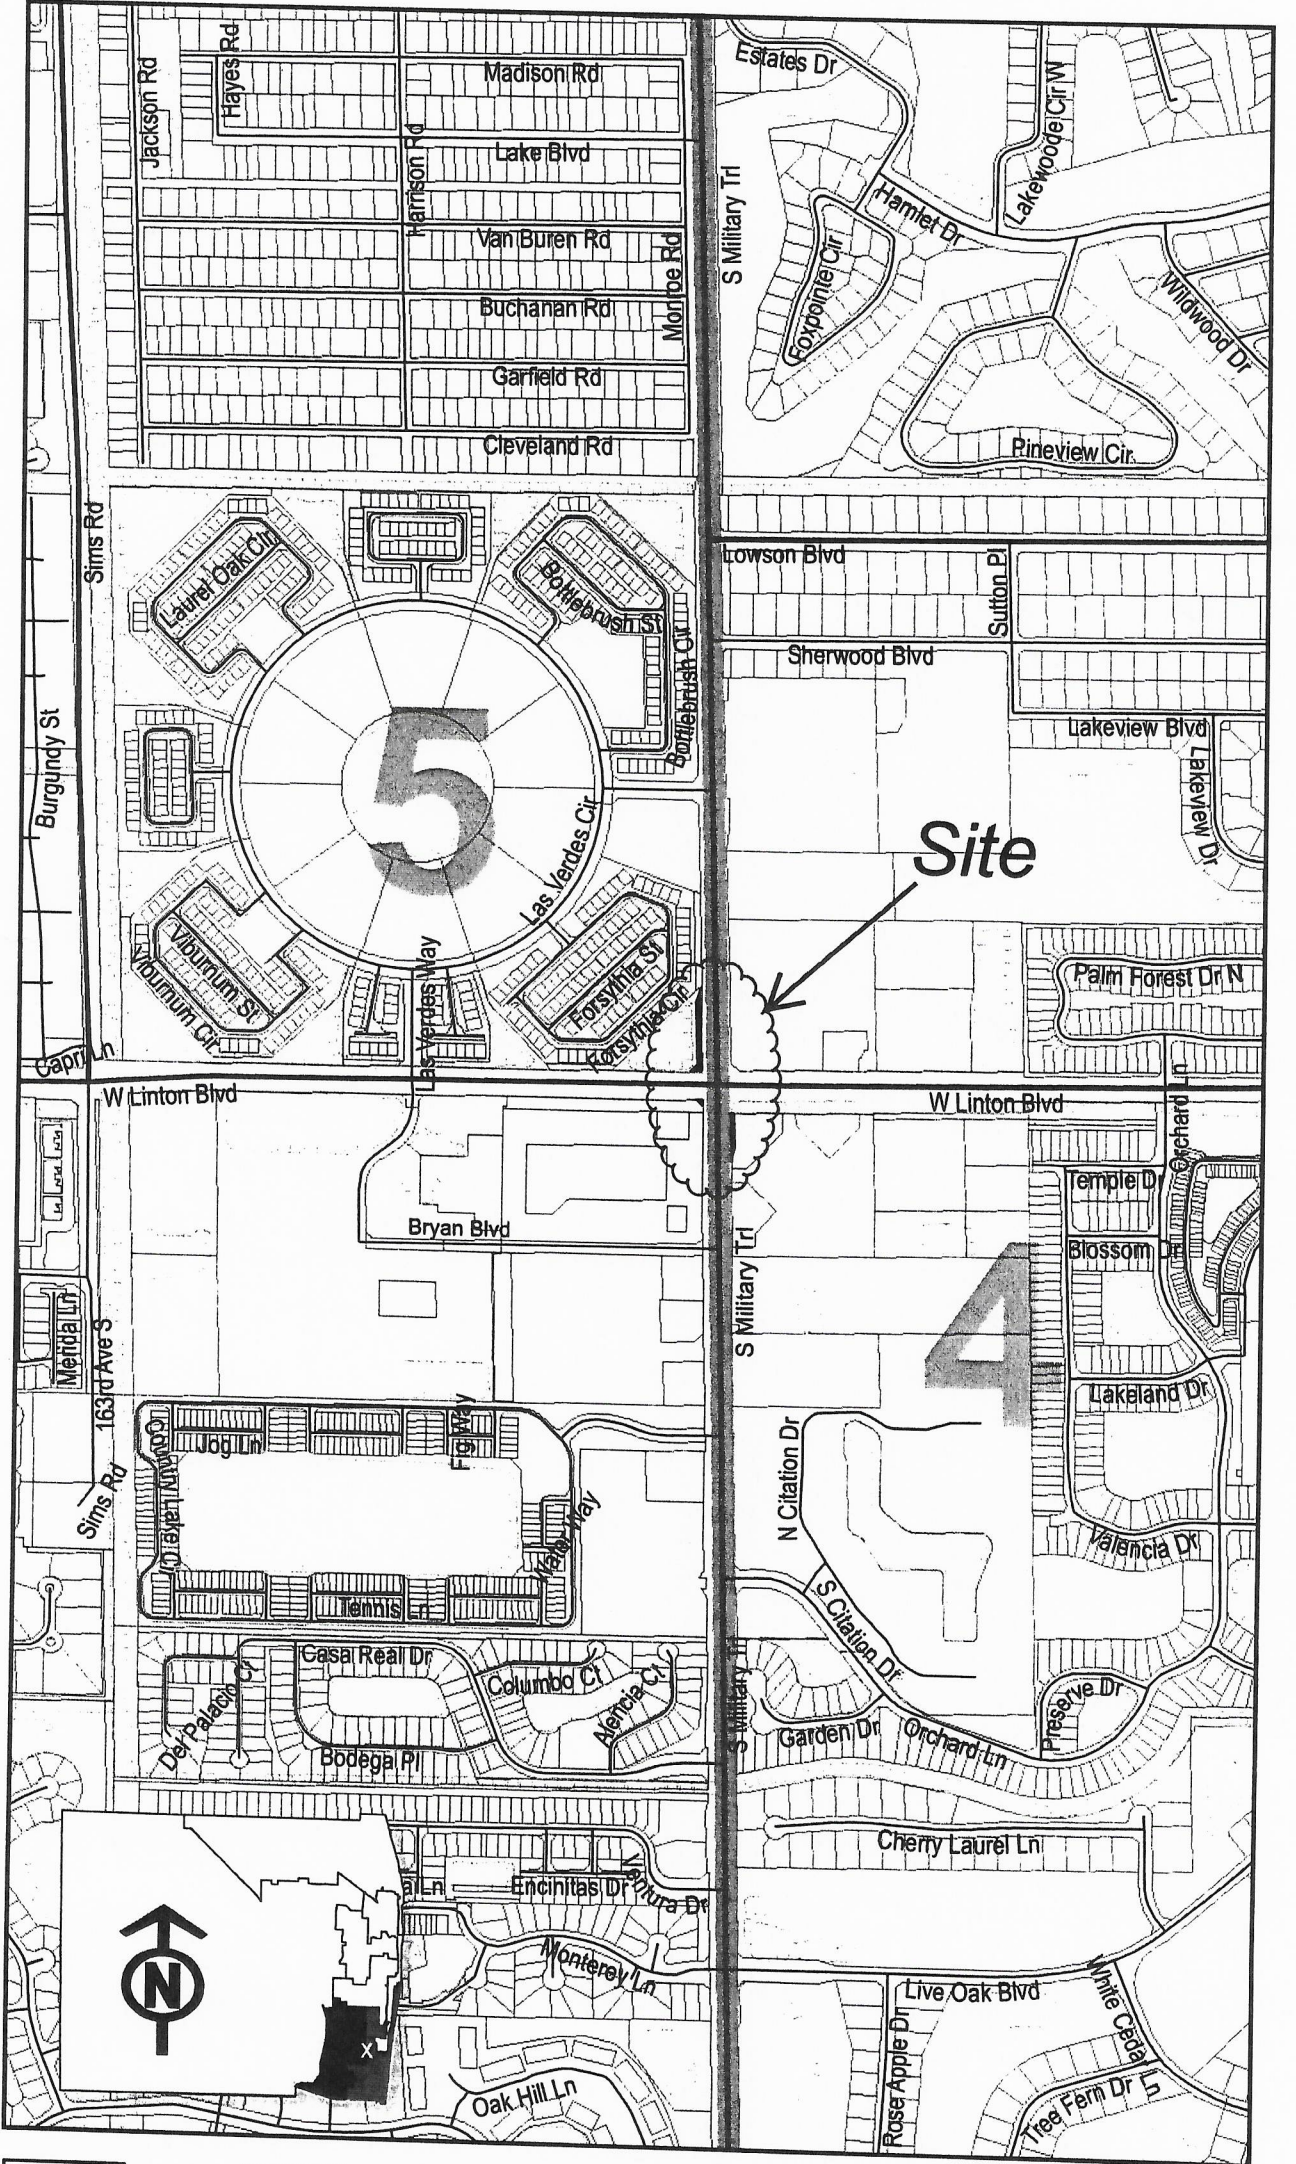 Estates Dr
Hayes Rd
Madison Rd
Jackson Rd
Lakewoode Cir W
Lake Blvd
Harrison Rd
S Military Trl
Hamlet Dr
Van Buren Rd
Monroe Rd
Foxpointe Cir
Buchanan Rd
Wildwood Dr
Garfield Rd
Cleveland Rd
Pineview Cir
Sims Rd
Laurel Oak Cir
Lowson Blvd
Sutton Pl
Bottlebrush St
Sherwood Blvd
Bottlebrush Cir
Lakeview Blvd
Burgundy St
5
Lakeview Dr
Site
Las Verdes Cir
Viburnum St
Viburnum Cir
Las Verdes Way
Forsythia St
Forsythia Cir
Palm Forest Dr N
Capri Ln
W Linton Blvd
W Linton Blvd
Orchard Ln
Temple Dr
Bryan Blvd
Blossom Dr
S Military Trl
4
Merida Ln
163rd Ave S
Lakeland Dr
Jog Ln
Fig Way
N Citation Dr
Country Lake Cir
Sims Rd
Water Way
Valencia Dr
Tennis Ln
S Citation Dr
Casa Real Dr
Columbo Ct
Alencia Ct
Del Palacio Ct
S Military Trl
Preserve Dr
Garden Dr
Orchard Ln
Bodega Pl
Cherry Laurel Ln
a Ln
Encinitas Dr
Ventura Dr
N
Monterey Ln
Live Oak Blvd
White Cedar Ln
Rose Apple Dr
X
Oak Hill Ln
Tree Fern Dr